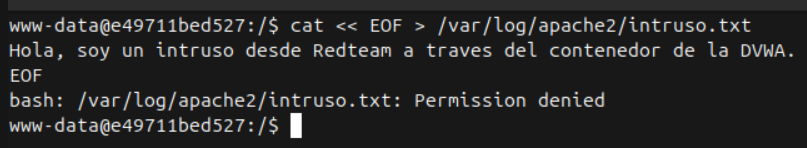 www-data@e49711bed527:/$ cat << EOF > /var/log/apache2/intruso.txt
Hola, soy un intruso desde Redteam a traves del contenedor de la DVWA.
EOF
bash: /var/log/apache2/intruso.txt: Permission denied
www-data@e49711bed527:/$